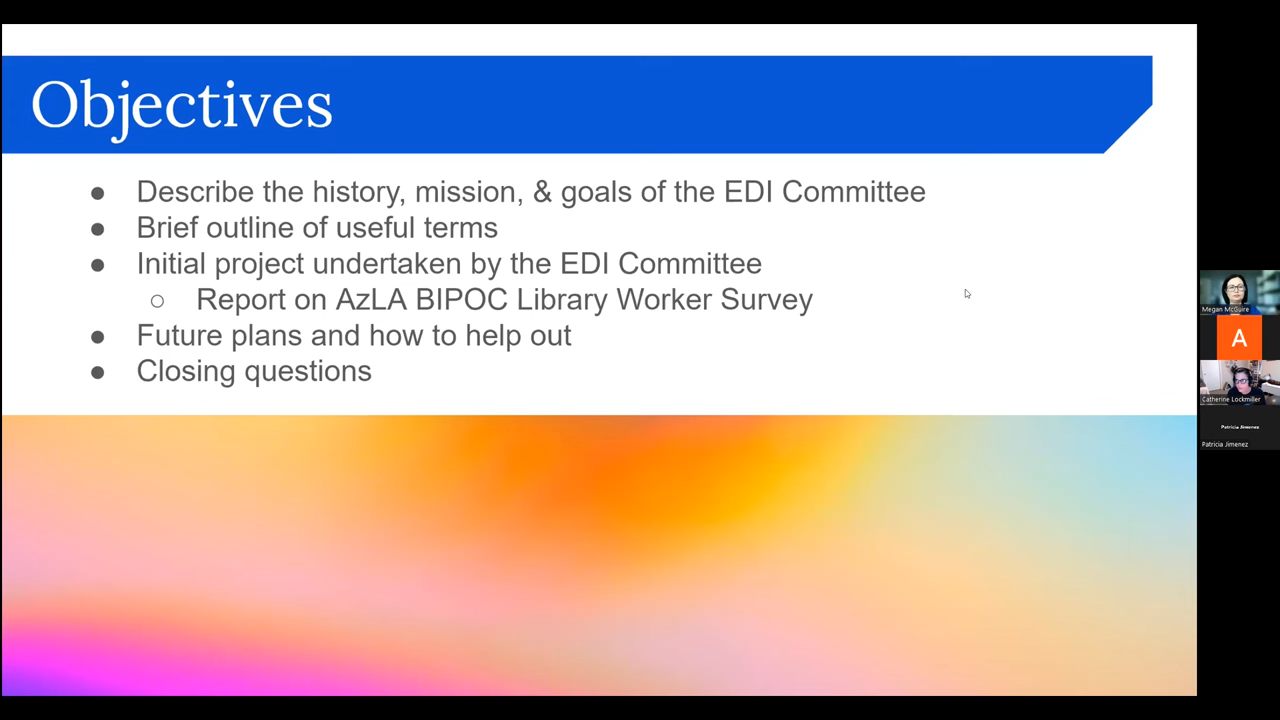 Objectives
● Describe the history, mission, & goals of the EDI Committee
● Brief outline of useful terms
● Initial project undertaken by the EDI Committee
○ Report on AzLA BIPOC Library Worker Survey
● Future plans and how to help out
● Closing questions
Megan McGuire
A
Catherine Lockmiller
Patricia Jimenez
Patricia Jimenez